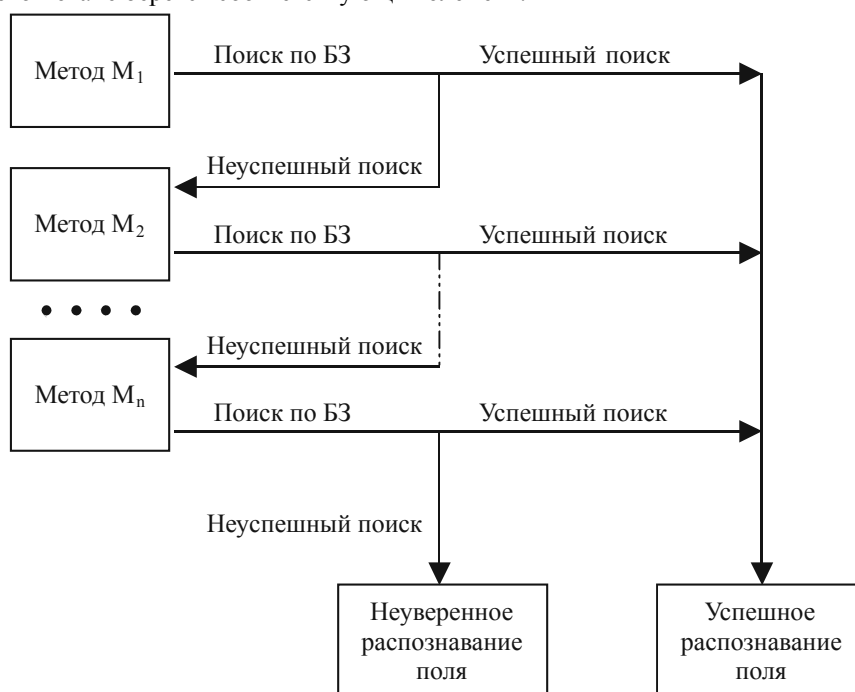 Метод M1
Поиск по БЗ
Успешный поиск
Неуспешный поиск
Метод M2
Поиск по БЗ
Успешный поиск
Неуспешный поиск
Метод Mn
Поиск по БЗ
Успешный поиск
Неуспешный поиск
Неуверенное
распознавание
поля
Успешное
распознавание
поля